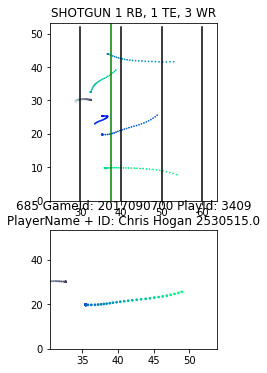 SHOTGUN 1 RB, 1 TE, 3 WR
50
40
30
20
10
0
30 40 50 60
685 GameId: 2017090700 PlayId: 3409
PlayerName + ID: Chris Hogan 2530515.0
40
20
0
35 40 45 50